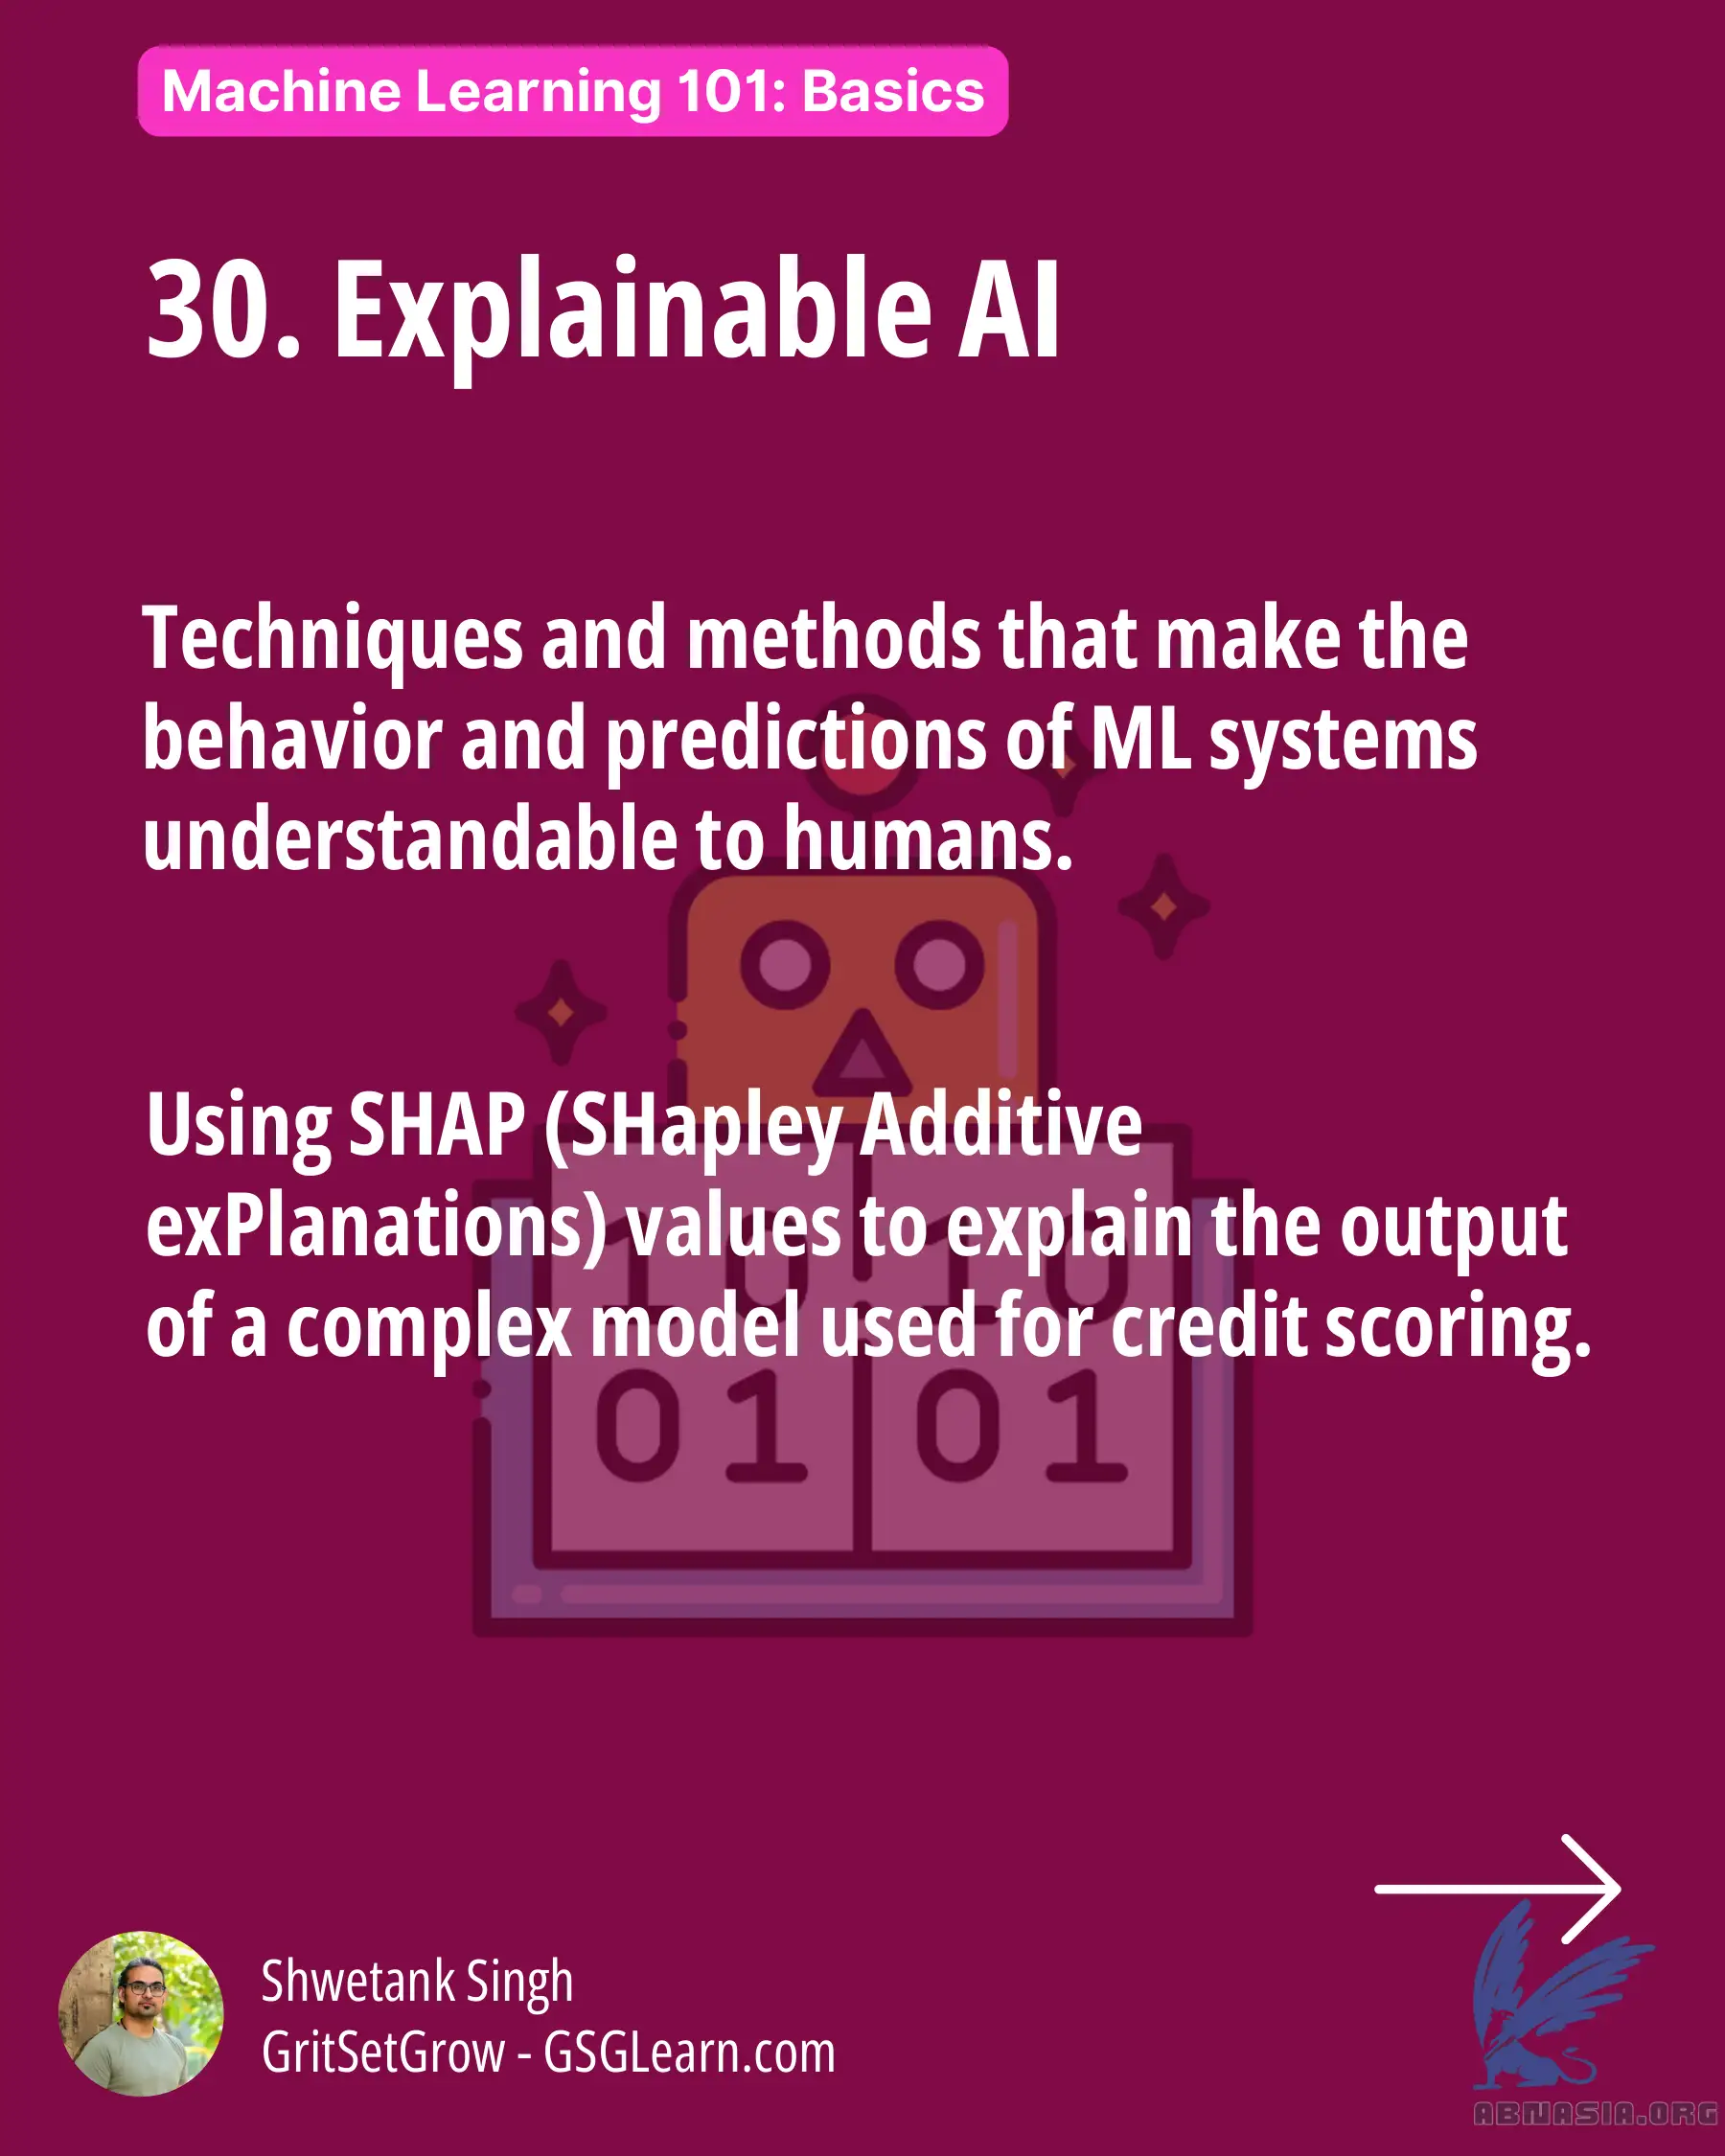 Machine Learning 101: Basics
30. Explainable AI
Techniques and methods that make the
behavior and predictions of ML systems
understandable to humans.
Using SHAP (SHapley Additive
exPlanations) values to explain the output
of a complex model used for credit scoring.
10 10
01 01
Shwetank Singh
GritSetGrow - GSGLearn.com
ABNASIA.ORG